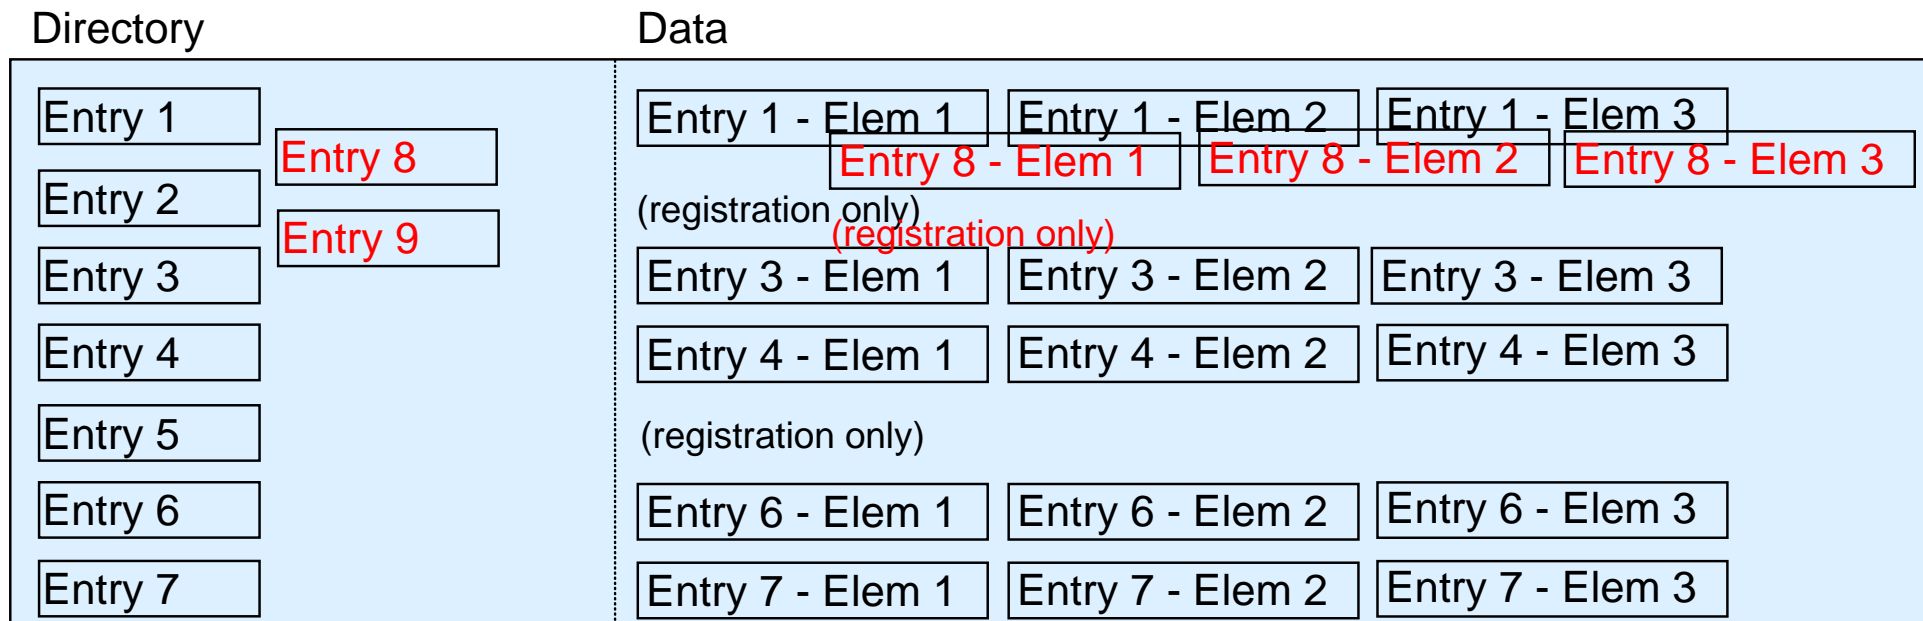 Directory Data
Entry 1 Entry 1 - Elem 1 Entry 1 - Elem 2 Entry 1 - Elem 3
Entry 8 Entry 8 - Elem 1 Entry 8 - Elem 2 Entry 8 - Elem 3
Entry 2 (registration only)
Entry 9 (registration only)
Entry 3 Entry 3 - Elem 1 Entry 3 - Elem 2 Entry 3 - Elem 3
Entry 4 Entry 4 - Elem 1 Entry 4 - Elem 2 Entry 4 - Elem 3
Entry 5 (registration only)
Entry 6 Entry 6 - Elem 1 Entry 6 - Elem 2 Entry 6 - Elem 3
Entry 7 Entry 7 - Elem 1 Entry 7 - Elem 2 Entry 7 - Elem 3